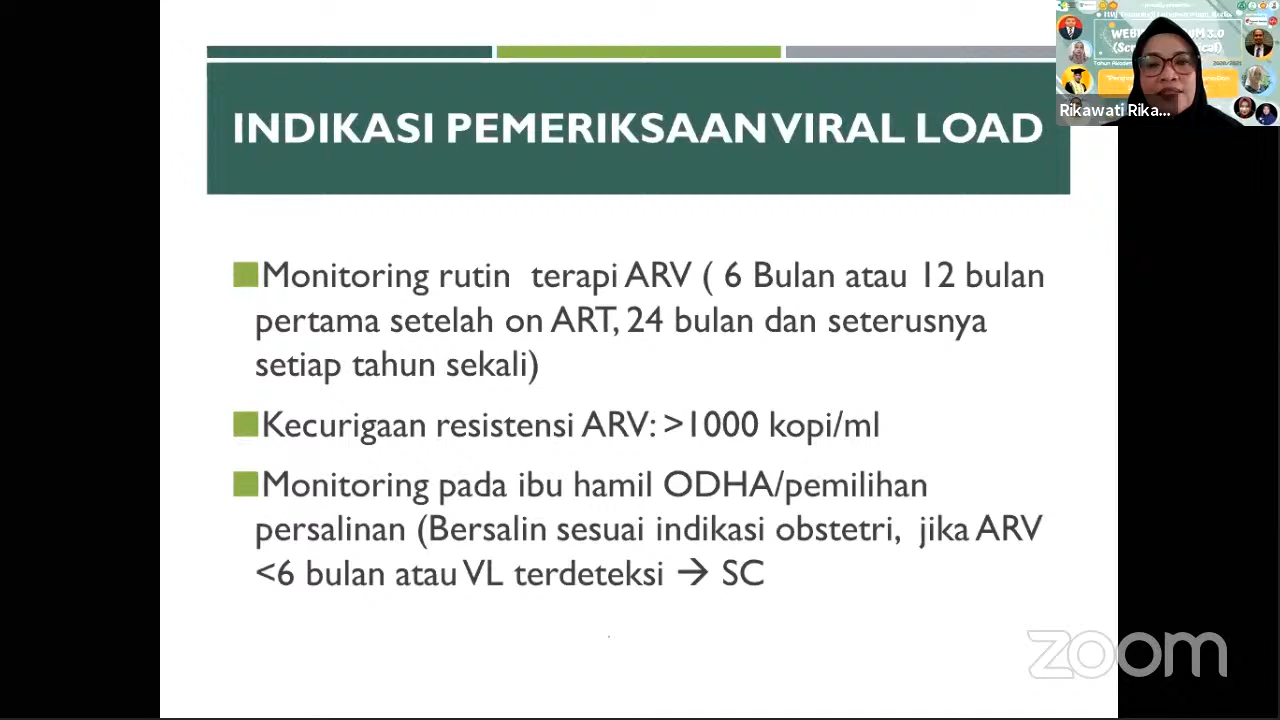 INDIKASI PEMERIKSAAN VIRAL LOAD
Monitoring rutin terapi ARV ( 6 Bulan atau 12 bulan
pertama setelah on ART, 24 bulan dan seterusnya
setiap tahun sekali)
Kecurigaan resistensi ARV: >1000 kopi/ml
Monitoring pada ibu hamil ODHA/pemilihan
persalinan (Bersalin sesuai indikasi obstetri, jika ARV
<6 bulan atau VL terdeteksi → SC
Rikawati Rika...
zoom